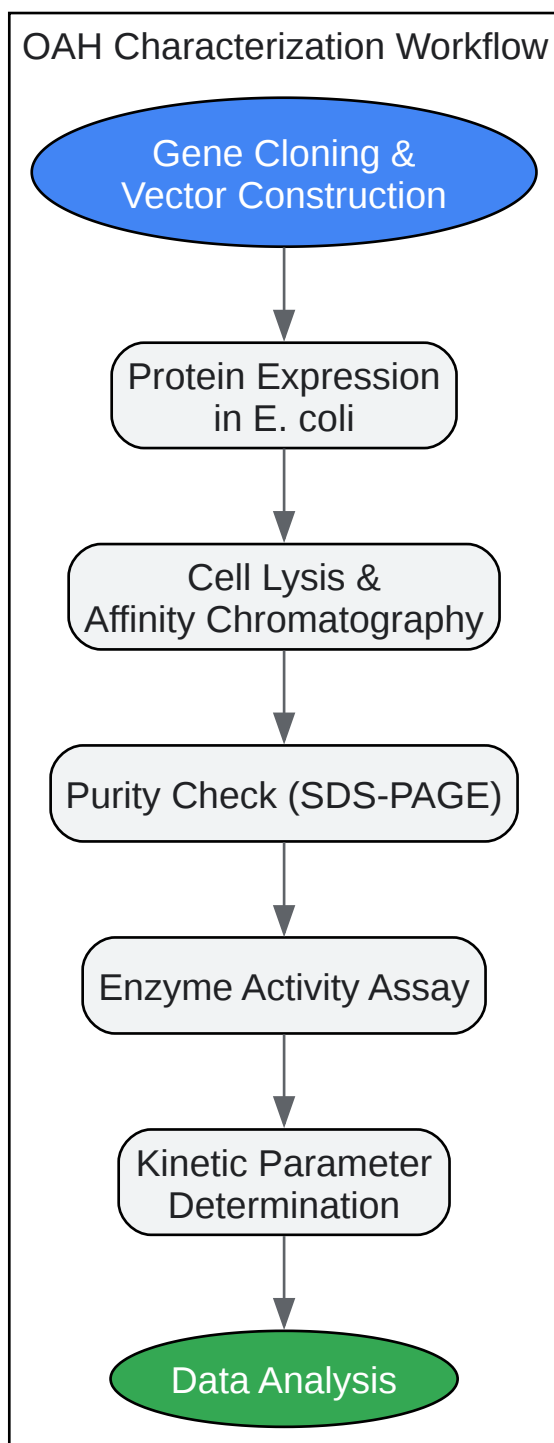 OAH Characterization Workflow
Gene Cloning &
Vector Construction
Protein Expression
in E. coli
Cell Lysis &
Affinity Chromatography
Purity Check (SDS-PAGE)
Enzyme Activity Assay
Kinetic Parameter
Determination
Data Analysis